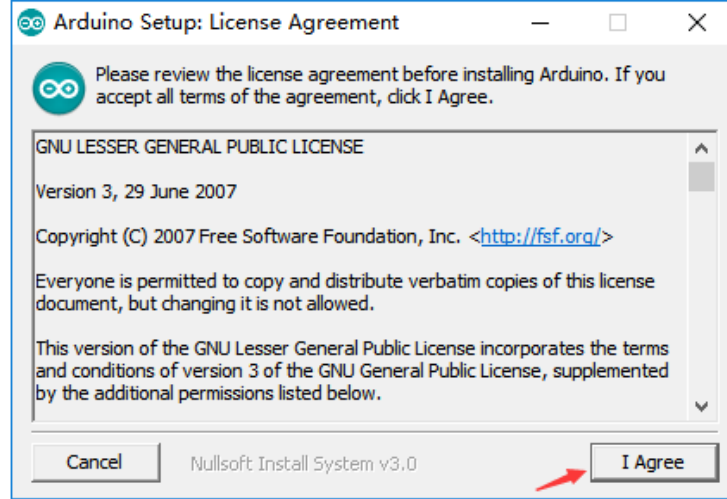 Arduino Setup: License Agreement
Please review the license agreement before installing Arduino. If you
accept all terms of the agreement, click I Agree.
GNU LESSER GENERAL PUBLIC LICENSE
Version 3, 29 June 2007
Copyright (C) 2007 Free Software Foundation, Inc. <http://fsf.org/>
Everyone is permitted to copy and distribute verbatim copies of this license
document, but changing it is not allowed.
This version of the GNU Lesser General Public License incorporates the terms
and conditions of version 3 of the GNU General Public License, supplemented
by the additional permissions listed below.
Cancel
Nullsoft Install System v3.0
I Agree